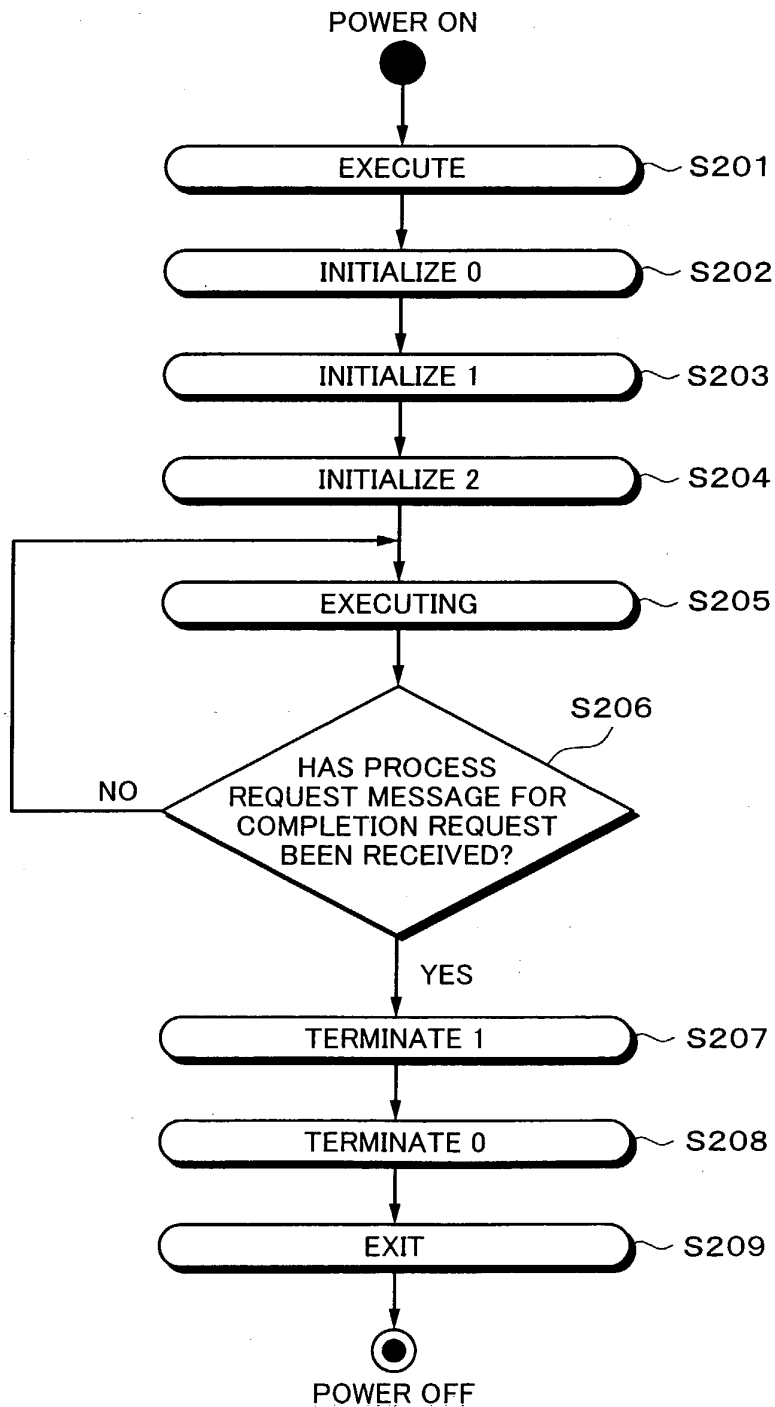 POWER ON
EXECUTE S201
INITIALIZE 0 S202
INITIALIZE 1 S203
INITIALIZE 2 S204
EXECUTING S205
S206
HAS PROCESS
REQUEST MESSAGE FOR
COMPLETION REQUEST
BEEN RECEIVED?
NO
YES
TERMINATE 1 S207
TERMINATE 0 S208
EXIT S209
POWER OFF